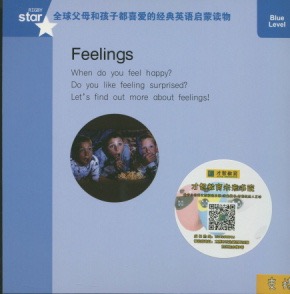 RIGBY
star
全球父母和孩子都喜爱的经典英语启蒙读物
Blue
Level
Feelings
When do you feel happy?
Do you like feeling surprised?
Let's find out more about feelings!